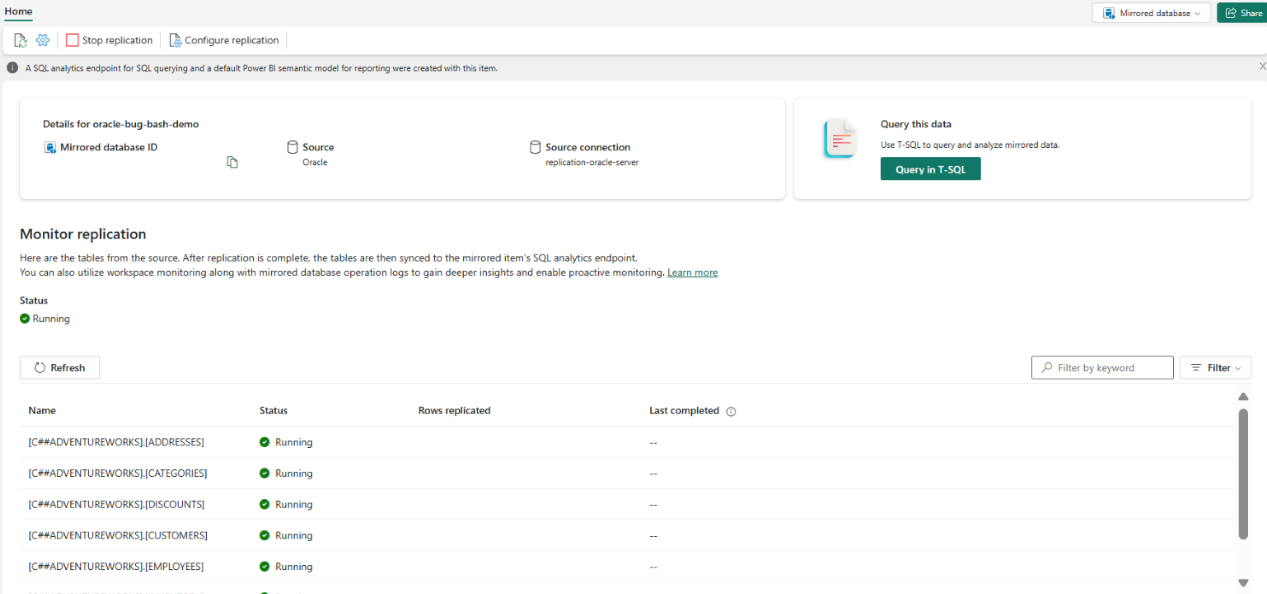 Home
Mirrored database
Share
Stop replication
Configure replication
A SQL analytics endpoint for SQL querying and a default Power BI semantic model for reporting were created with this item.
Details for oracle-bug-bash-demo
Mirrored database ID
Source
Oracle
Source connection
replication-oracle-server
Query this data
Use T-SQL to query and analyze mirrored data.
Query in T-SQL
Monitor replication
Here are the tables from the source. After replication is complete, the tables are then synced to the mirrored item's SQL analytics endpoint.
You can also utilize workspace monitoring along with mirrored database operation logs to gain deeper insights and enable proactive monitoring. Learn more
Status
Running
Refresh
Filter by keyword
Filter
Name Status Rows replicated Last completed
[C##ADVENTUREWORKS].[ADDRESSES] Running --
[C##ADVENTUREWORKS].[CATEGORIES] Running --
[C##ADVENTUREWORKS].[DISCOUNTS] Running --
[C##ADVENTUREWORKS].[CUSTOMERS] Running --
[C##ADVENTUREWORKS].[EMPLOYEES] Running --